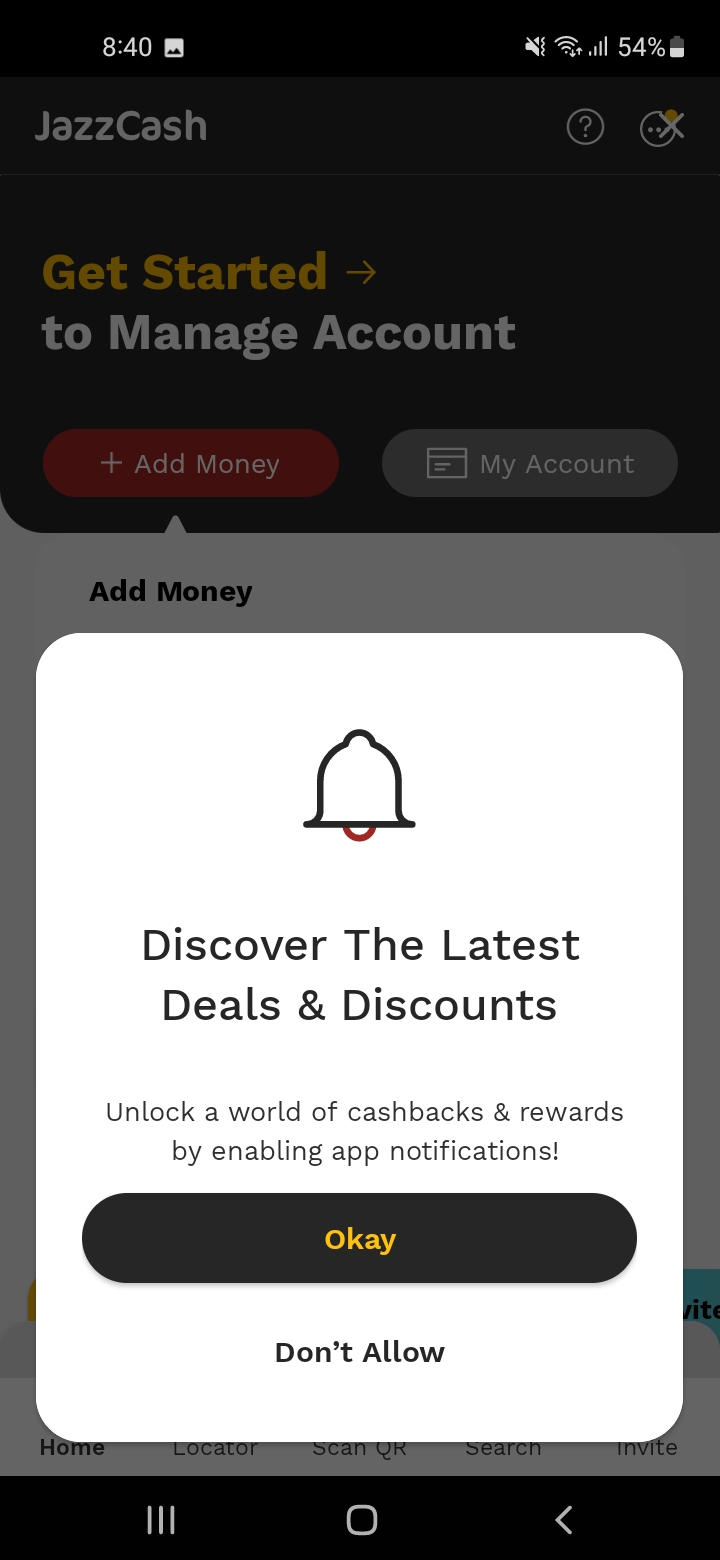 8:40
54%
JazzCash
Get Started
to Manage Account
+ Add Money
My Account
Add Money
Discover The Latest
Deals & Discounts
Unlock a world of cashbacks & rewards
by enabling app notifications!
Okay
Don’t Allow
Home Locator Scan QR Search Invite